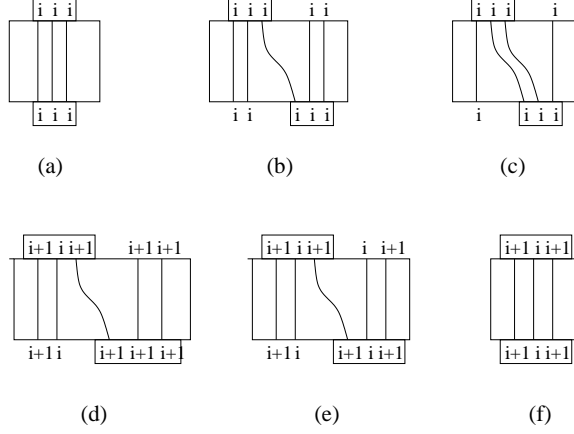 i i i i i i i i i i
i i i i i i i i i i i
(a) (b) (c)
i+1 i i+1 i+1 i+1 i+1 i i+1 i i+1 i+1 i i+1
i+1 i i+1 i+1 i+1 i+1 i i+1 i i+1 i+1 i i+1
(d) (e) (f)